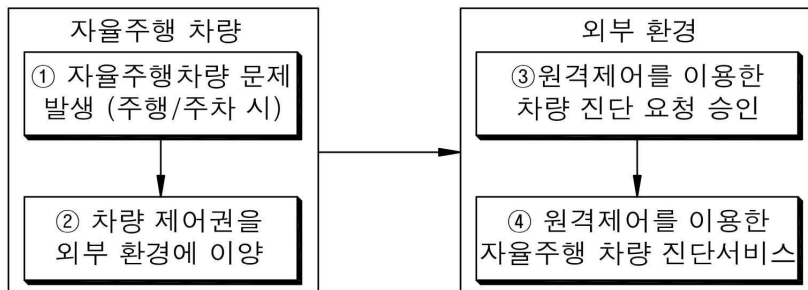 자율주행 차량
① 자율주행차량 문제
발생 (주행/주차 시)
② 차량 제어권을
외부 환경에 이양
외부 환경
③원격제어를 이용한
차량 진단 요청 승인
④ 원격제어를 이용한
자율주행 차량 진단서비스